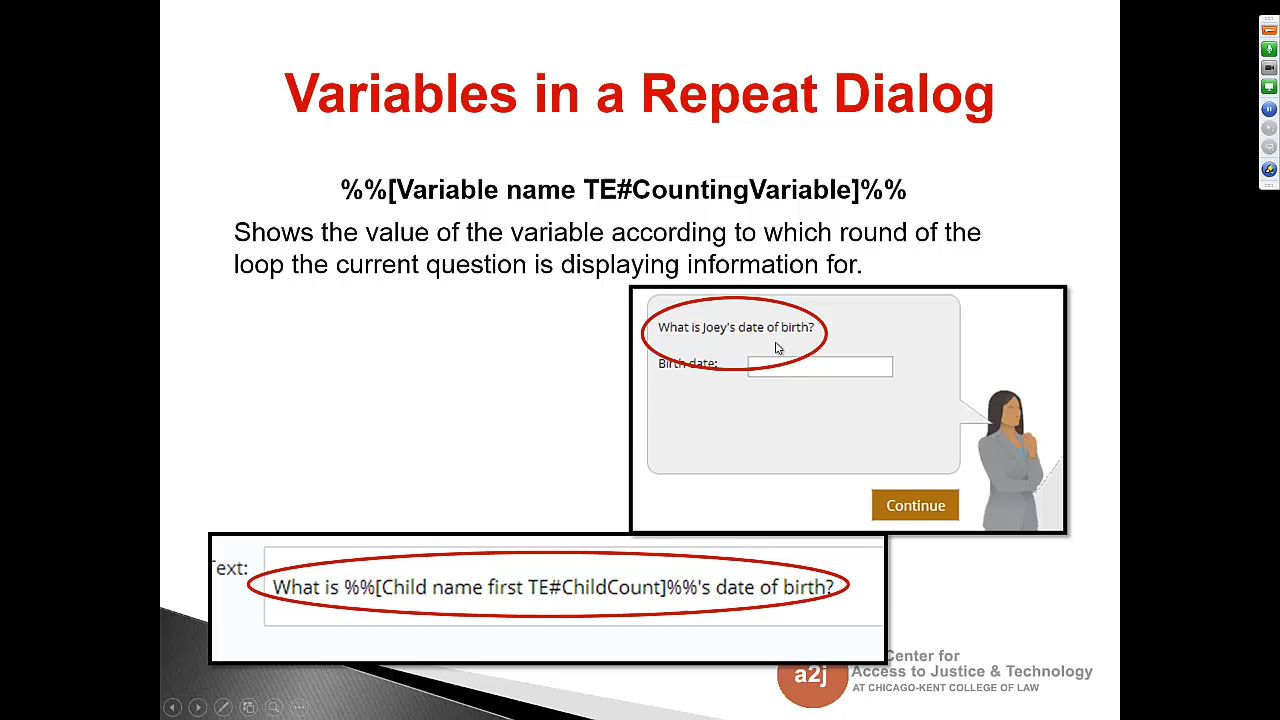 Variables in a Repeat Dialog
%%[Variable name TE#CountingVariable]%%
Shows the value of the variable according to which round of the
loop the current question is displaying information for.
What is Joey's date of birth?
Birth date:
Continue
Text:
What is %%[Child name first TE#ChildCount]%%'s date of birth?
a2j
Center for
Access to Justice & Technology
AT CHICAGO-KENT COLLEGE OF LAW